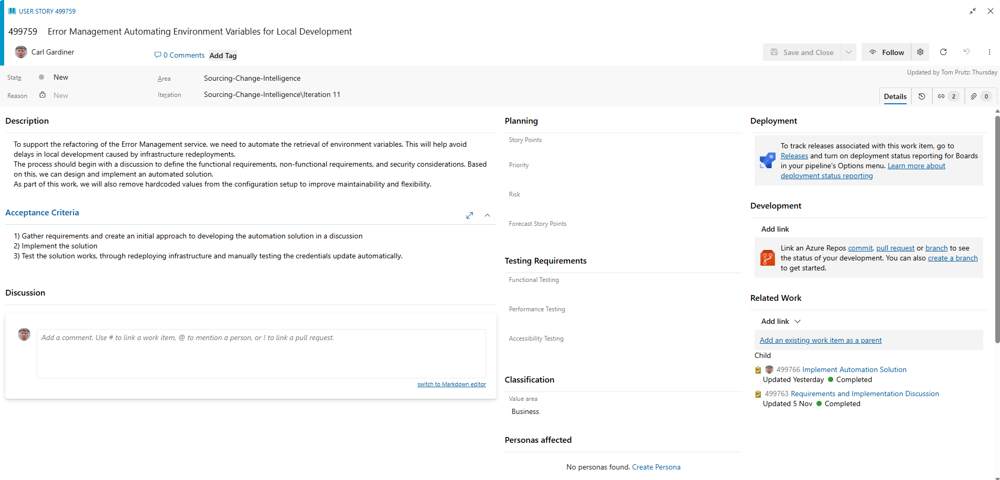 USER STORY 499759
499759 Error Management Automating Environment Variables for Local Development
Carl Gardiner
0 Comments
Add Tag
Save and Close
Follow
State
New
Area
Sourcing-Change-Intelligence
Updated by Tom Prutz: Thursday
Reason
New
Iteration
Sourcing-Change-Intelligence\Iteration 11
Details
2
0
Description
To support the refactoring of the Error Management service, we need to automate the retrieval of environment variables. This will help avoid
delays in local development caused by infrastructure redeployments.
The process should begin with a discussion to define the functional requirements, non-functional requirements, and security considerations. Based
on this, we can design and implement an automated solution.
As part of this work, we will also remove hardcoded values from the configuration setup to improve maintainability and flexibility.
Acceptance Criteria
1) Gather requirements and create an initial approach to developing the automation solution in a discussion
2) Implement the solution
3) Test the solution works, through redeploying infrastructure and manually testing the credentials update automatically.
Discussion
Add a comment. Use # to link a work item, @ to mention a person, or ! to link a pull request.
switch to Markdown editor
Planning
Story Points
Priority
Risk
Forecast Story Points
Testing Requirements
Functional Testing
Performance Testing
Accessibility Testing
Classification
Value area
Business
Personas affected
No personas found. Create Persona
Deployment
To track releases associated with this work item, go to
Releases and turn on deployment status reporting for Boards
in your pipeline's Options menu. Learn more about
deployment status reporting
Development
Add link
Link an Azure Repos commit, pull request or branch to see
the status of your development. You can also create a branch
to get started.
Related Work
Add link
Add an existing work item as a parent
Child
499766 Implement Automation Solution
Updated Yesterday Completed
499763 Requirements and Implementation Discussion
Updated 5 Nov Completed